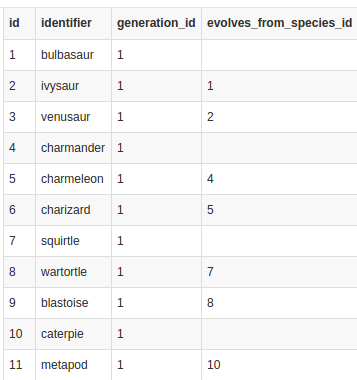 id identifier generation_id evolves_from_species_id
1 bulbasaur 1
2 ivysaur 1 1
3 venusaur 1 2
4 charmander 1
5 charmeleon 1 4
6 charizard 1 5
7 squirtle 1
8 wartortle 1 7
9 blastoise 1 8
10 caterpie 1
11 metapod 1 10